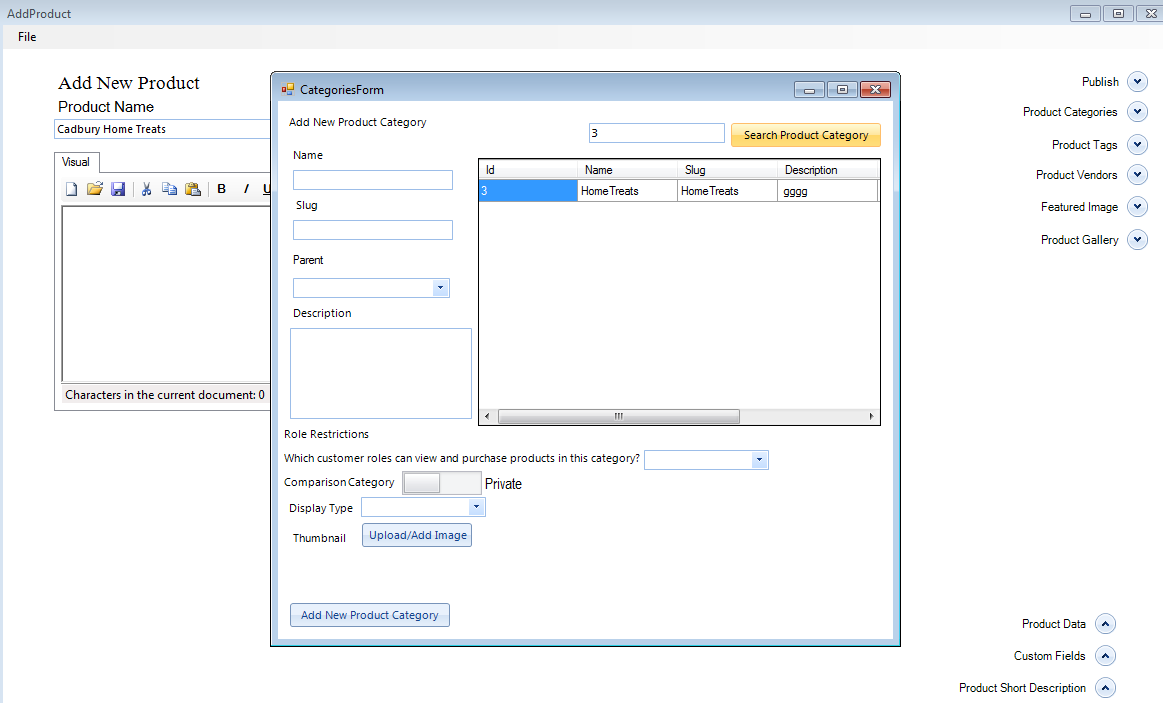 AddProduct
File
Add New Product
Product Name
Cadbury Home Treats
Visual
B I U
Characters in the current document: 0
CategoriesForm
Add New Product Category
3
Search Product Category
Name
Slug
Parent
Description
Id Name Slug Description
3 HomeTreats HomeTreats gggg
Role Restrictions
Which customer roles can view and purchase products in this category?
Comparison Category Private
Display Type
Thumbnail Upload/Add Image
Add New Product Category
Publish
Product Categories
Product Tags
Product Vendors
Featured Image
Product Gallery
Product Data
Custom Fields
Product Short Description